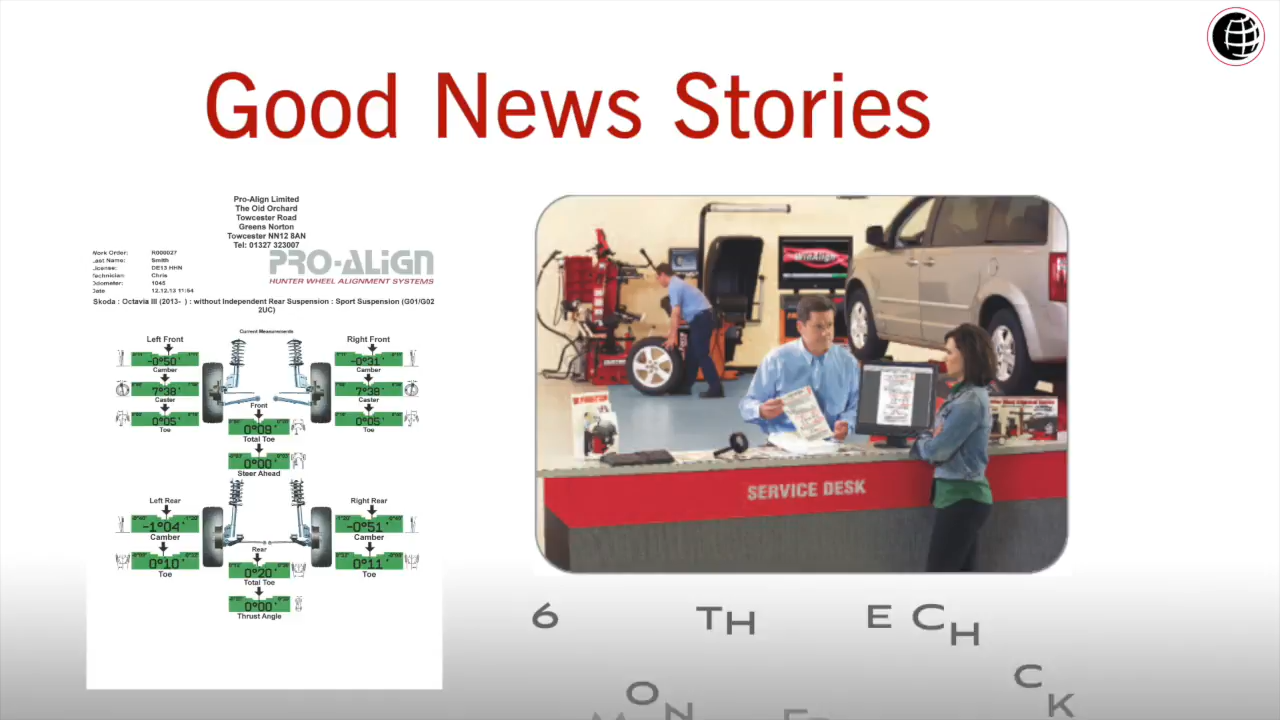 Good News Stories
Pro-Align Limited
The Old Orchard
Towcester Road
Greens Norton
Towcester NN12 8AN
Tel: 01327 323007
Work Order: R000027
Last Name: Smith
License: DE13 HHN
Technician: Chris
Odometer: 1045
Date 12.12.13 11:54
PRO-ALiGN
HUNTER WHEEL ALIGNMENT SYSTEMS
Skoda : Octavia III (2013- ) : without Independent Rear Suspension : Sport Suspension (G01/G02
2UC)
Current Measurements
Left Front
Right Front
-0°50'
-0°31'
Camber
Camber
7°38'
7°38'
Caster
Caster
0°05'
0°05'
Toe
Toe
Front
0°09'
Total Toe
0°00'
Steer Ahead
Left Rear
Right Rear
-1°04'
-0°51'
Camber
Camber
0°10'
0°11'
Toe
Toe
Rear
0°20'
Total Toe
0°00'
Thrust Angle
WinAlign
SERVICE DESK
6 TH E CH
CK
ON